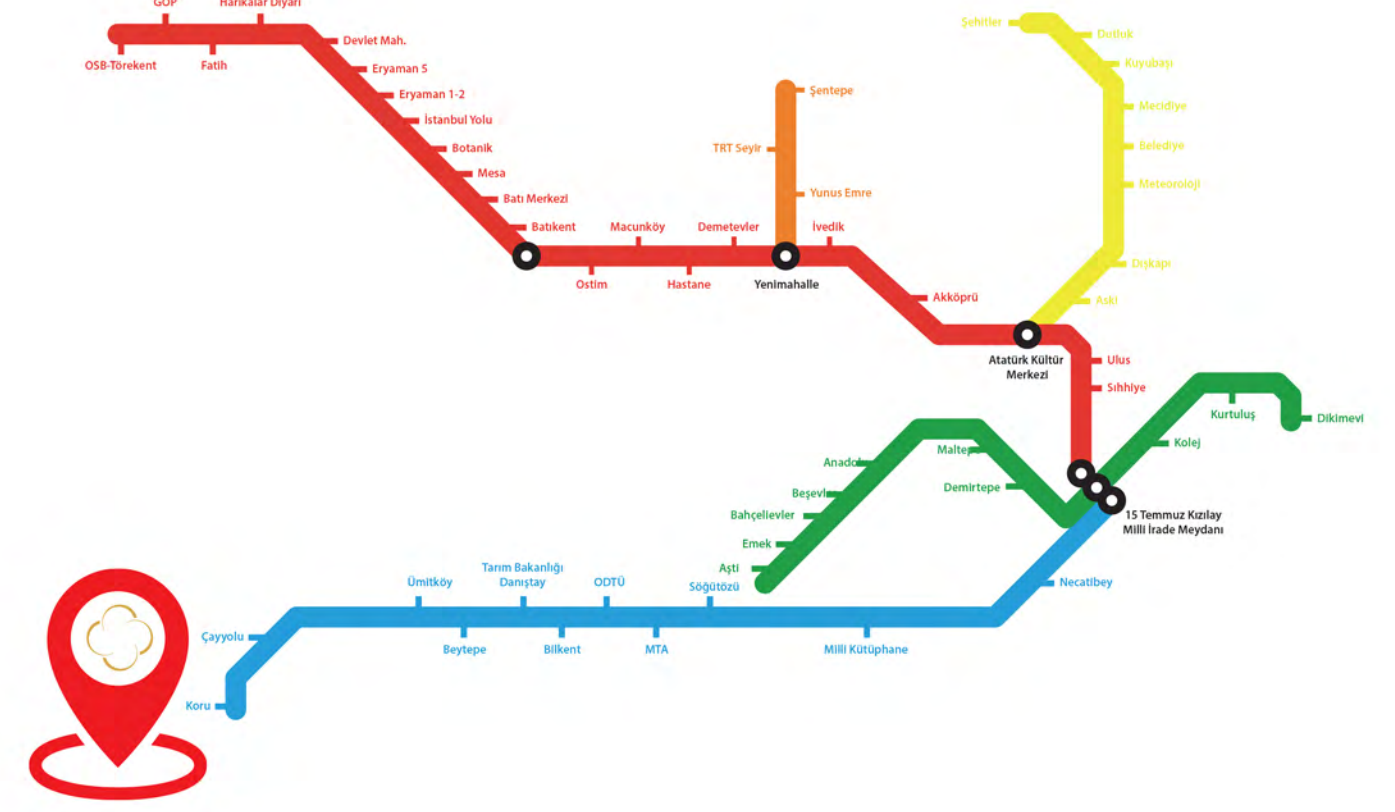 GOP
Harikalar Diyarı
OSB-Törekent
Fatih
Devlet Mah.
Eryaman 5
Eryaman 1-2
İstanbul Yolu
Botanik
Mesa
Batı Merkezi
Batıkent
Ostim
Macunköy
Hastane
Demetevler
Yenimahalle
İvedik
Şentepe
TRT Seyir
Yunus Emre
Akköprü
Şehitler
Dutluk
Kuyubaşı
Mecidiye
Belediye
Meteoroloji
Dışkapı
Aski
Atatürk Kültür
Merkezi
Ulus
Sıhhiye
Kurtuluş
Dikimevi
Kolej
Maltepe
Demirtepe
Bahçelievler
Emek
Aşti
15 Temmuz Kızılay
Milli İrade Meydanı
Necatibey
Söğütözü
ODTÜ
Tarım Bakanlığı
Danıştay
Ümitköy
Çayyolu
Beytepe
Bilkent
MTA
Milli Kütüphane
Koru